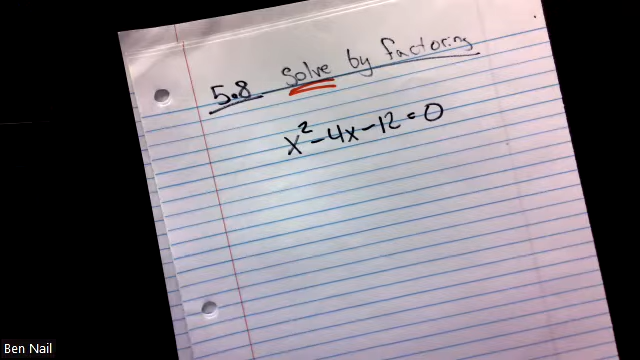 5.8 Solve by factoring
x² - 4x - 12 = 0
Ben Nail